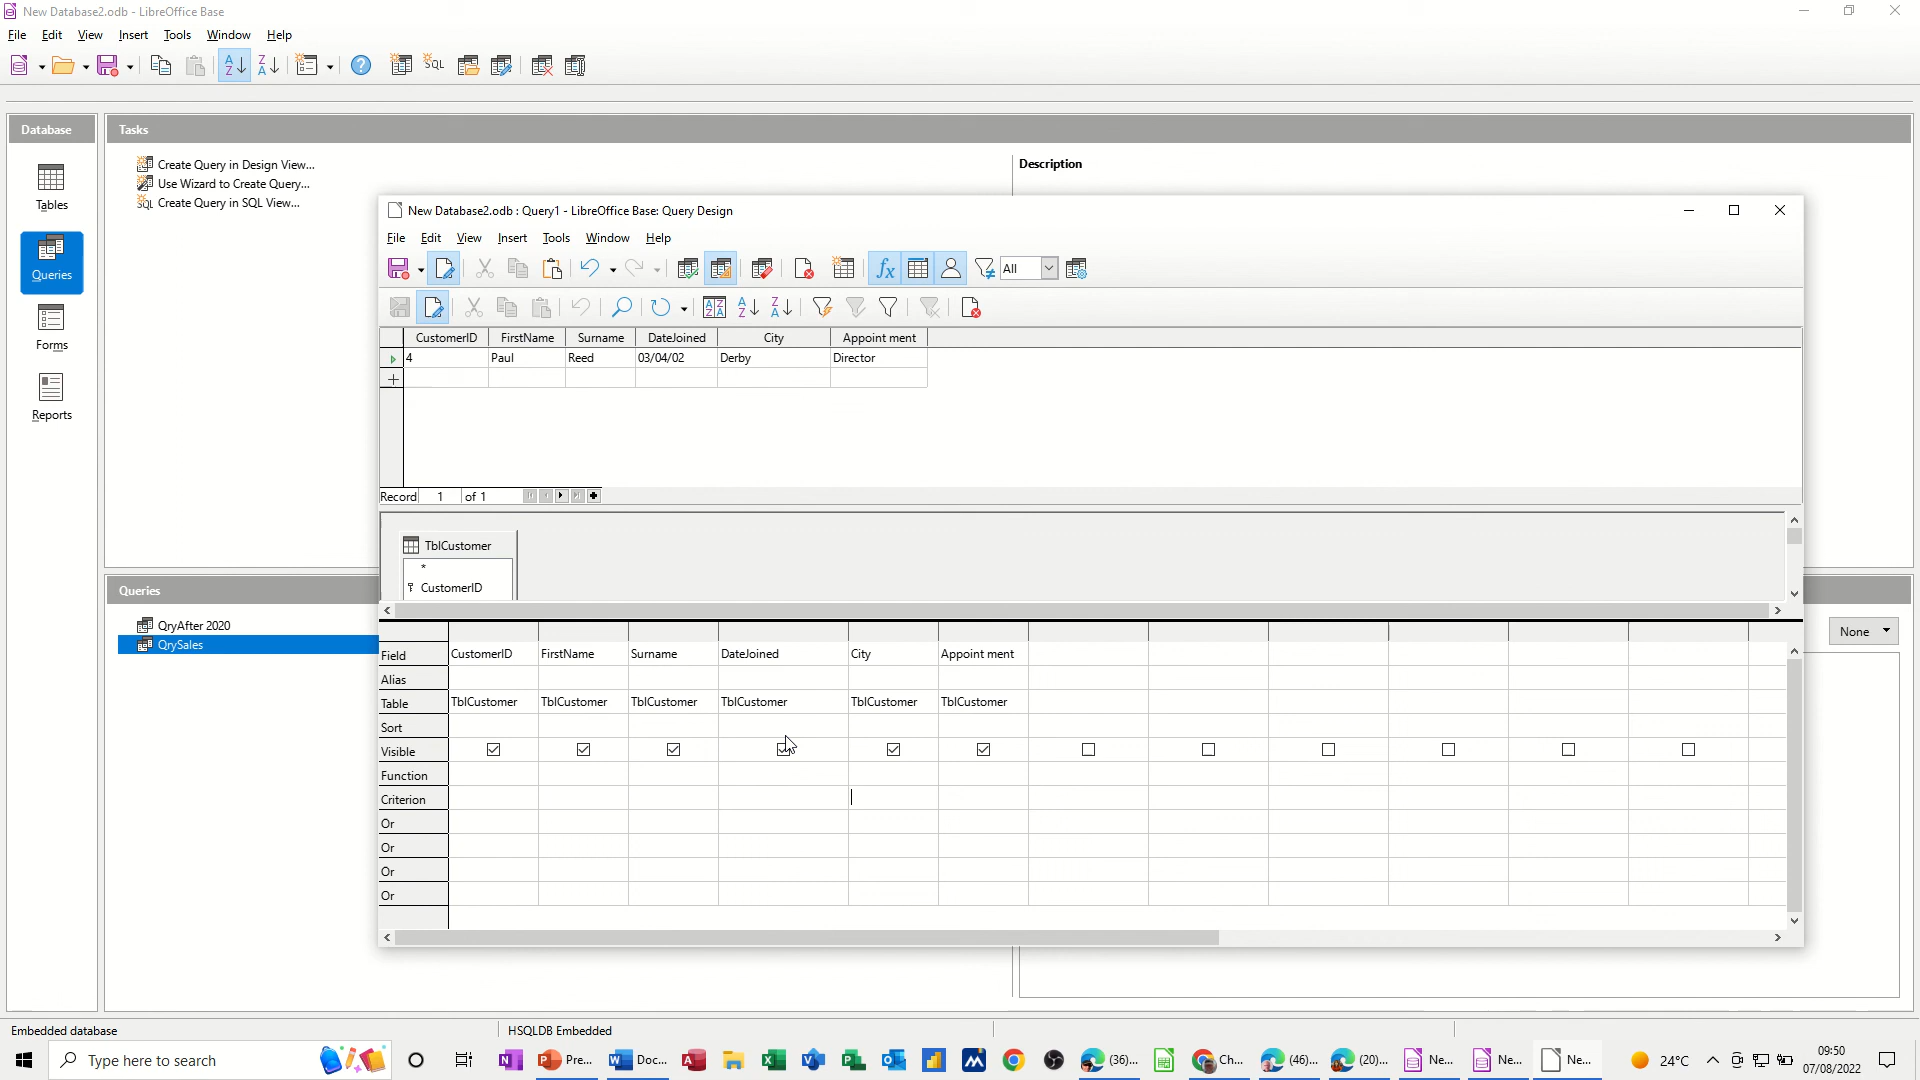 New Database2.odb - LibreOffice Base
File Edit View Insert Tools Window Help
SQL
Database
Tasks
Tables
Queries
Forms
Reports
Create Query in Design View...
Use Wizard to Create Query...
Create Query in SQL View...
Description
New Database2.odb : Query1 - LibreOffice Base: Query Design
File Edit View Insert Tools Window Help
All
CustomerID FirstName Surname DateJoined City Appoint ment
4 Paul Reed 03/04/02 Derby Director
Record 1 of 1
TblCustomer
*
CustomerID
Queries
QryAfter 2020
QrySales
None
Field CustomerID FirstName Surname DateJoined City Appoint ment
Alias
Table TblCustomer TblCustomer TblCustomer TblCustomer TblCustomer TblCustomer
Sort
Visible
Function
Criterion
Or
Or
Or
Or
Embedded database HSQLDB Embedded
Type here to search
Pre... Doc... (36)... Ch... (46)... (20)... Ne... Ne... Ne...
24°C
09:50
07/08/2022